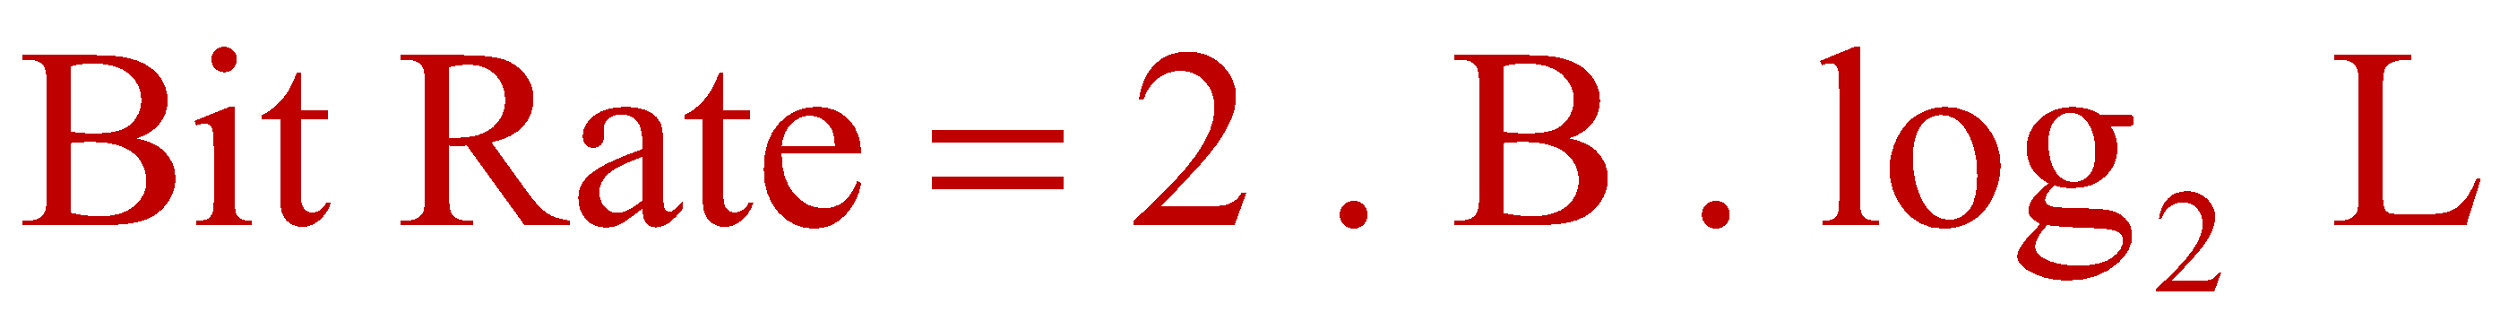 Bit Rate = 2 . B . log₂ L